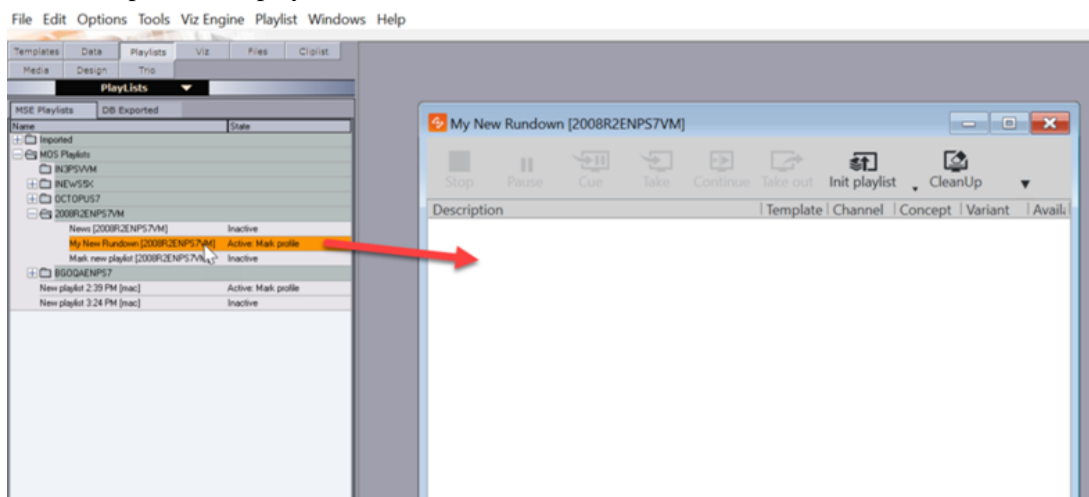 File Edit Options Tools Viz Engine Playlist Windows Help
Templates Data Playlists Viz Files Cliplist
Media Design Trio
PlayLists
MSE Playlists DB Exported
Name State
Imported
MOS Playlists
IN3PSVVM
INEWS5X
OCTOPUS7
2008R2ENPS7VM
News [2008R2ENPS7VM] Inactive
My New Rundown [2008R2ENPS7VM] Active: Mark profile
Mark new playlist [2008R2ENPS7VM] Inactive
BGOQAENPS7
New playlist 2:39 PM [mac] Active: Mark profile
New playlist 3:24 PM [mac] Inactive
My New Rundown [2008R2ENPS7VM]
Stop Pause Cue Take Continue Take out Init playlist CleanUp
Description Template Channel Concept Variant Availa